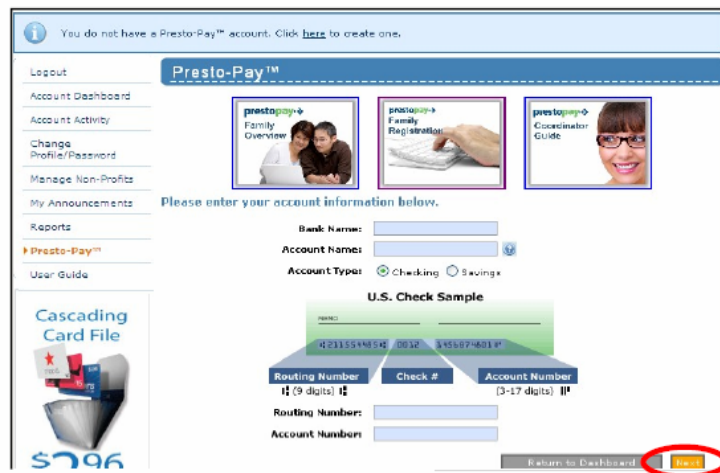 You do not have a Presto-Pay™ account. Click here to create one.
Logout
Account Dashboard
Account Activity
Change
Profile/Password
Manage Non-Profits
My Announcements
Reports
Presto-Pay™
User Guide
Cascading
Card File
Presto-Pay™
prestopay
Family
Overview
prestopay
Family
Registration
prestopay
Coordinator
Guide
Please enter your account information below.
Bank Name:
Account Name:
Account Type: Checking Savings
U.S. Check Sample
MEMO
211554485 0012
Routing Number Check # Account Number
(9 digits) (3-17 digits)
Routing Number:
Account Number:
Return to Dashboard Next